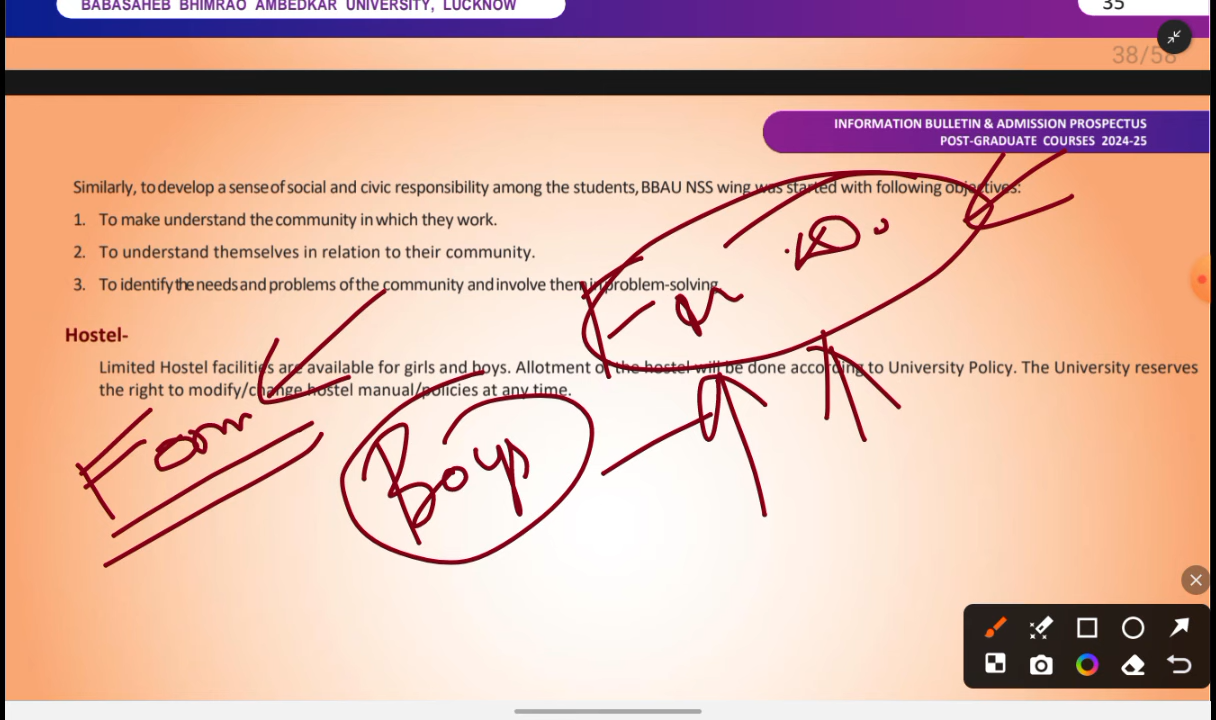 BABASAHEB BHIMRAO AMBEDKAR UNIVERSITY, LUCKNOW
35
38/58
INFORMATION BULLETIN & ADMISSION PROSPECTUS
POST-GRADUATE COURSES 2024-25
Similarly, to develop a sense of social and civic responsibility among the students, BBAU NSS wing was started with following objectives:
1. To make understand the community in which they work.
2. To understand themselves in relation to their community.
3. To identify the needs and problems of the community and involve them in problem-solving.
Hostel-
Limited Hostel facilities are available for girls and boys. Allotment of the hostel will be done according to University Policy. The University reserves
the right to modify/change hostel manual/policies at any time.
Form
Boys